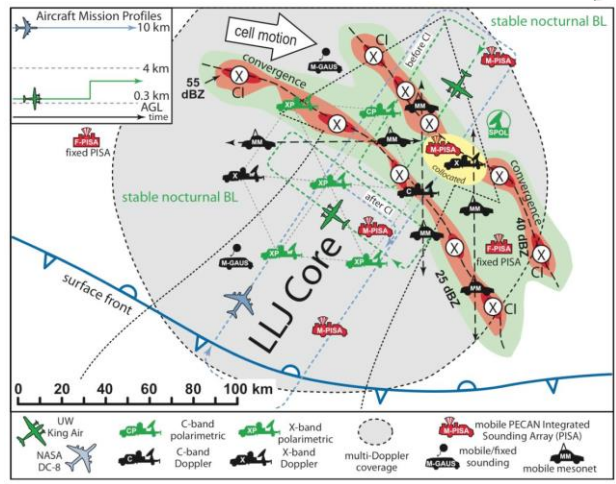 Aircraft Mission Profiles
10 km
4 km
0.3 km
AGL
time
cell motion
stable nocturnal BL
before CI
M-GAUS
M-PISA
55
dBZ
CI
convergence
CI
XP
CP
MM
SPOL
F-PISA
fixed PISA
MM
MM
M-PISA
X
collocated
X
XP
C
convergence
stable nocturnal BL
after CI
M-PISA
MM
MM
40 dBZ
F-PISA
fixed PISA
CI
M-GAUS
XP
XP
LLJ Core
25 dBZ
MM
CI
surface front
M-PISA
0 20 40 60 80 100 km
UW
King Air
NASA
DC-8
CP
C-band
polarimetric
C
C-band
Doppler
XP
X-band
polarimetric
X
X-band
Doppler
multi-Doppler
coverage
M-PISA
mobile PECAN Integrated
Sounding Array (PISA)
M-GAUS
mobile/fixed
sounding
MM
mobile mesonet